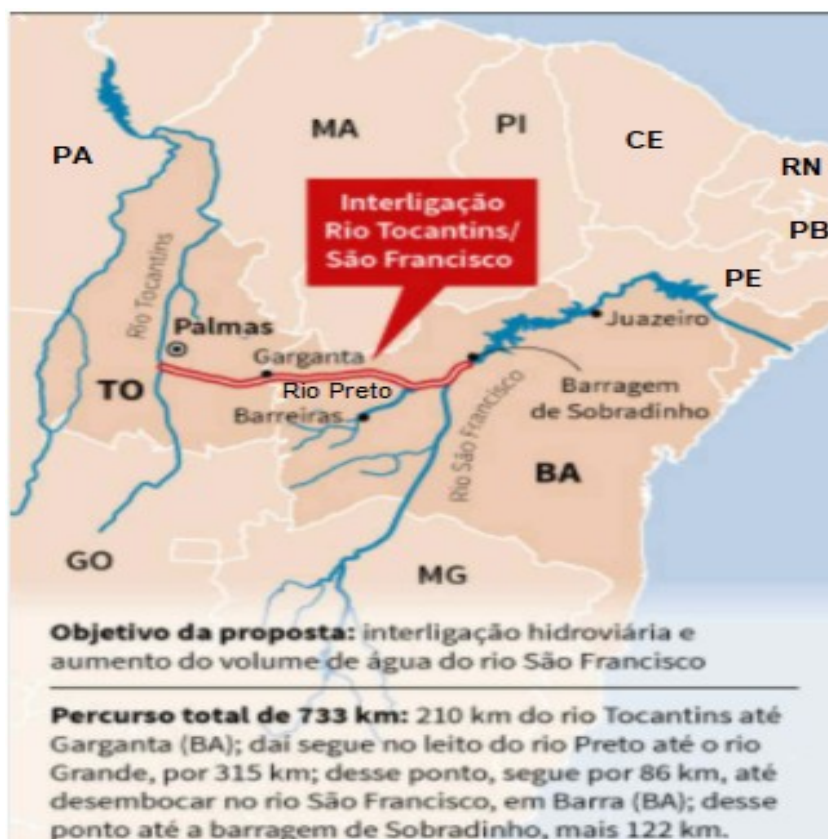 PA
MA
PI
CE
RN
PB
PE
Interligação
Rio Tocantins/
São Francisco
Rio Tocantins
Palmas
Garganta
Juazeiro
TO
Rio Preto
Barreiras
Rio São Francisco
Barragem
de Sobradinho
BA
GO
MG
Objetivo da proposta: interligação hidroviária e
aumento do volume de água do rio São Francisco
Percurso total de 733 km: 210 km do rio Tocantins até
Garganta (BA); daí segue no leito do rio Preto até o rio
Grande, por 315 km; desse ponto, segue por 86 km, até
desembocar no rio São Francisco, em Barra (BA); desse
ponto até a barragem de Sobradinho, mais 122 km.